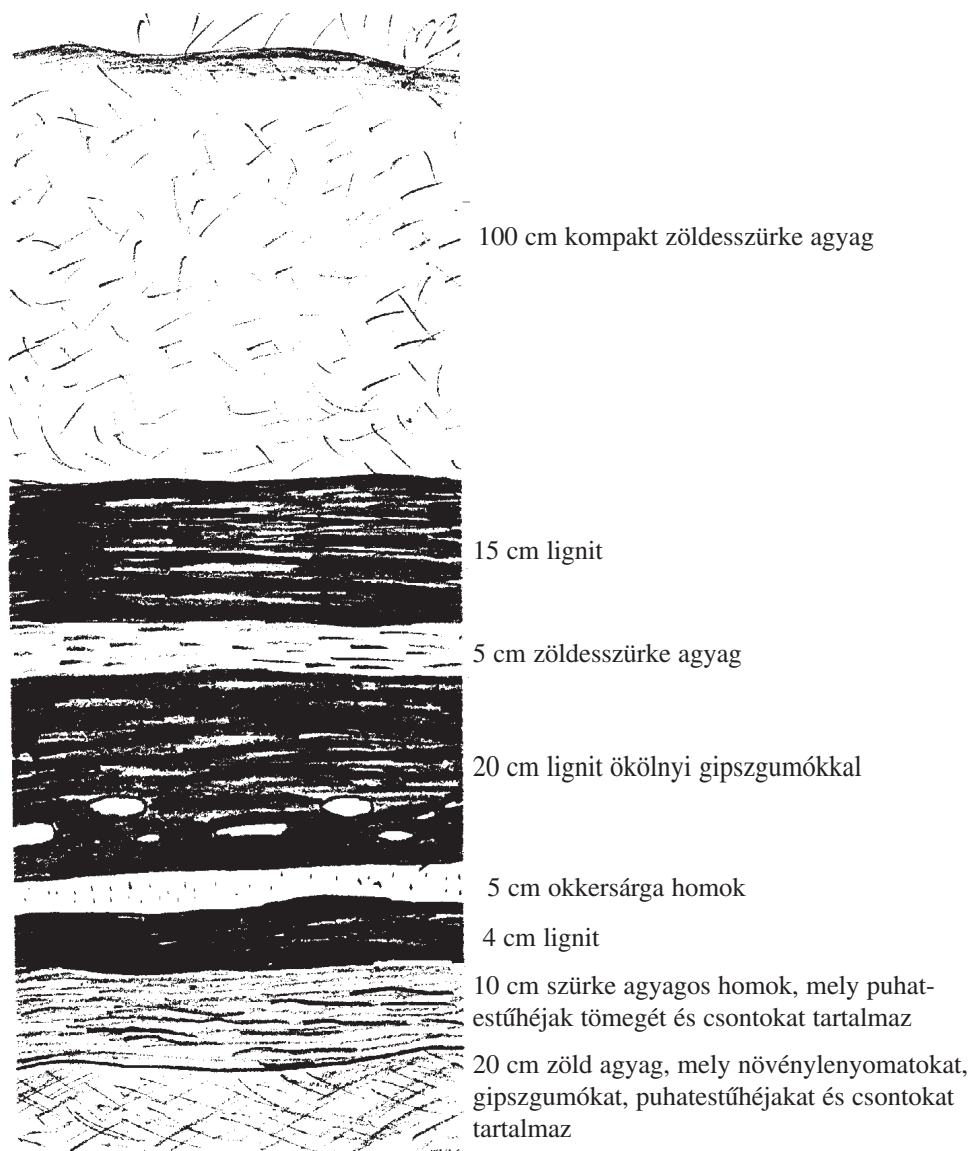 100 cm kompakt zöldesszürke agyag
15 cm lignit
5 cm zöldesszürke agyag
20 cm lignit ökölnyi gipszgumókkal
5 cm okkersárga homok
4 cm lignit
10 cm szürke agyagos homok, mely puhat-
estűhéjak tömegét és csontokat tartalmaz
20 cm zöld agyag, mely növénylenyomatokat,
gipszgumókat, puhatestűhéjakat és csontokat
tartalmaz